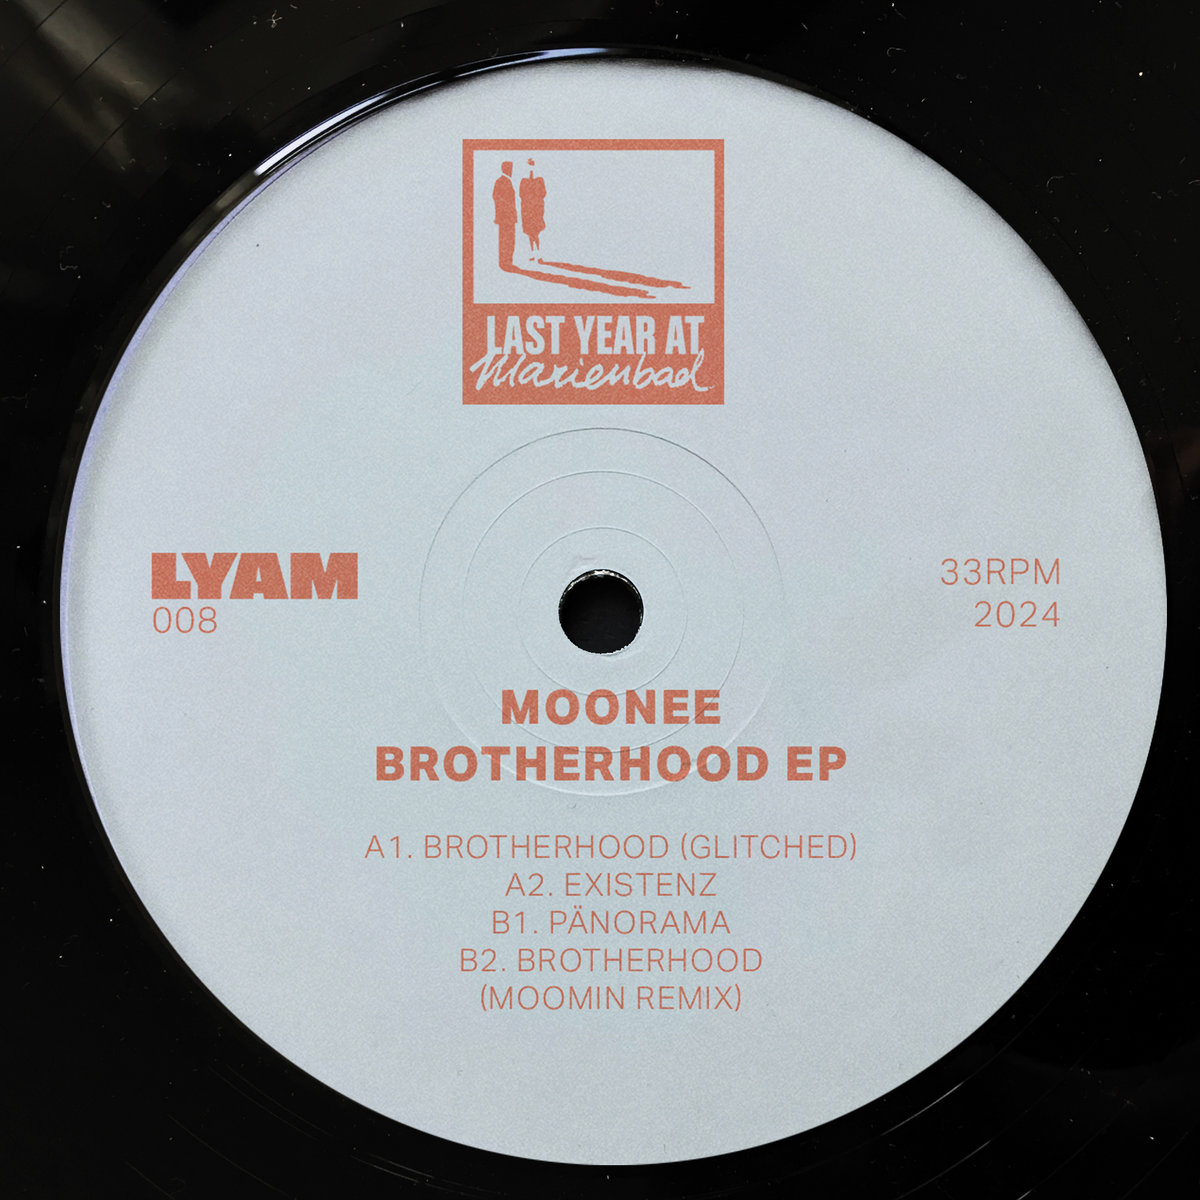 LAST YEAR AT
Marienbad
LYAM
008
33RPM
2024
MOONEE
BROTHERHOOD EP
A1. BROTHERHOOD (GLITCHED)
A2. EXISTENZ
B1. PÄNORAMA
B2. BROTHERHOOD
(MOOMIN REMIX)